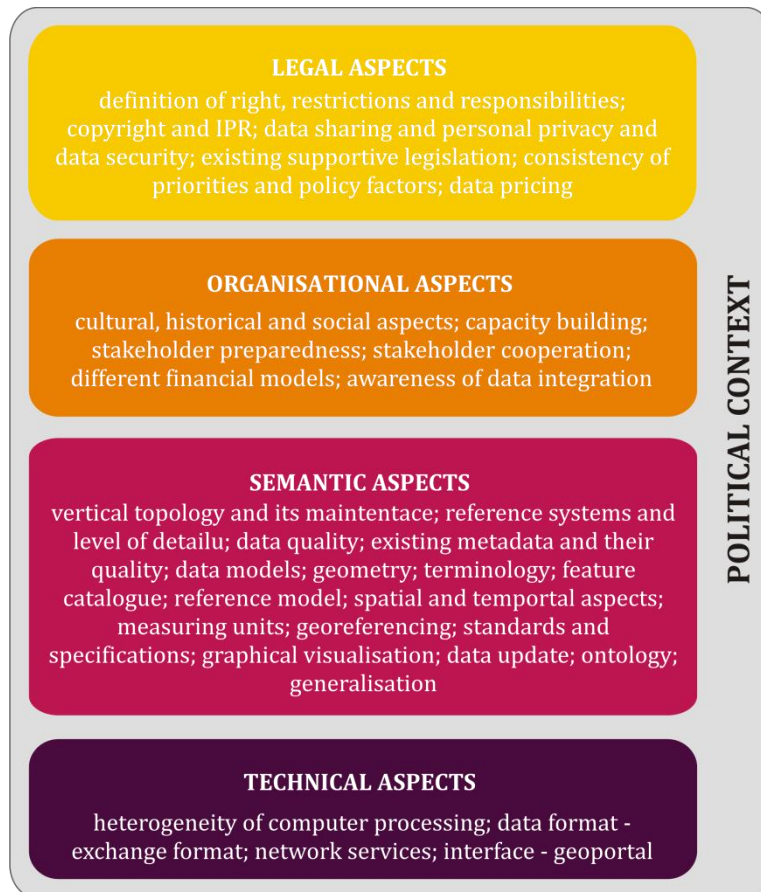 LEGAL ASPECTS
definition of right, restrictions and responsibilities;
copyright and IPR; data sharing and personal privacy and
data security; existing supportive legislation; consistency of
priorities and policy factors; data pricing
ORGANISATIONAL ASPECTS
cultural, historical and social aspects; capacity building;
stakeholder preparedness; stakeholder cooperation;
different financial models; awareness of data integration
SEMANTIC ASPECTS
vertical topology and its maintentace; reference systems and
level of detailu; data quality; existing metadata and their
quality; data models; geometry; terminology; feature
catalogue; reference model; spatial and temportal aspects;
measuring units; georeferencing; standards and
specifications; graphical visualisation; data update; ontology;
generalisation
TECHNICAL ASPECTS
heterogeneity of computer processing; data format -
exchange format; network services; interface - geoportal
POLITICAL CONTEXT